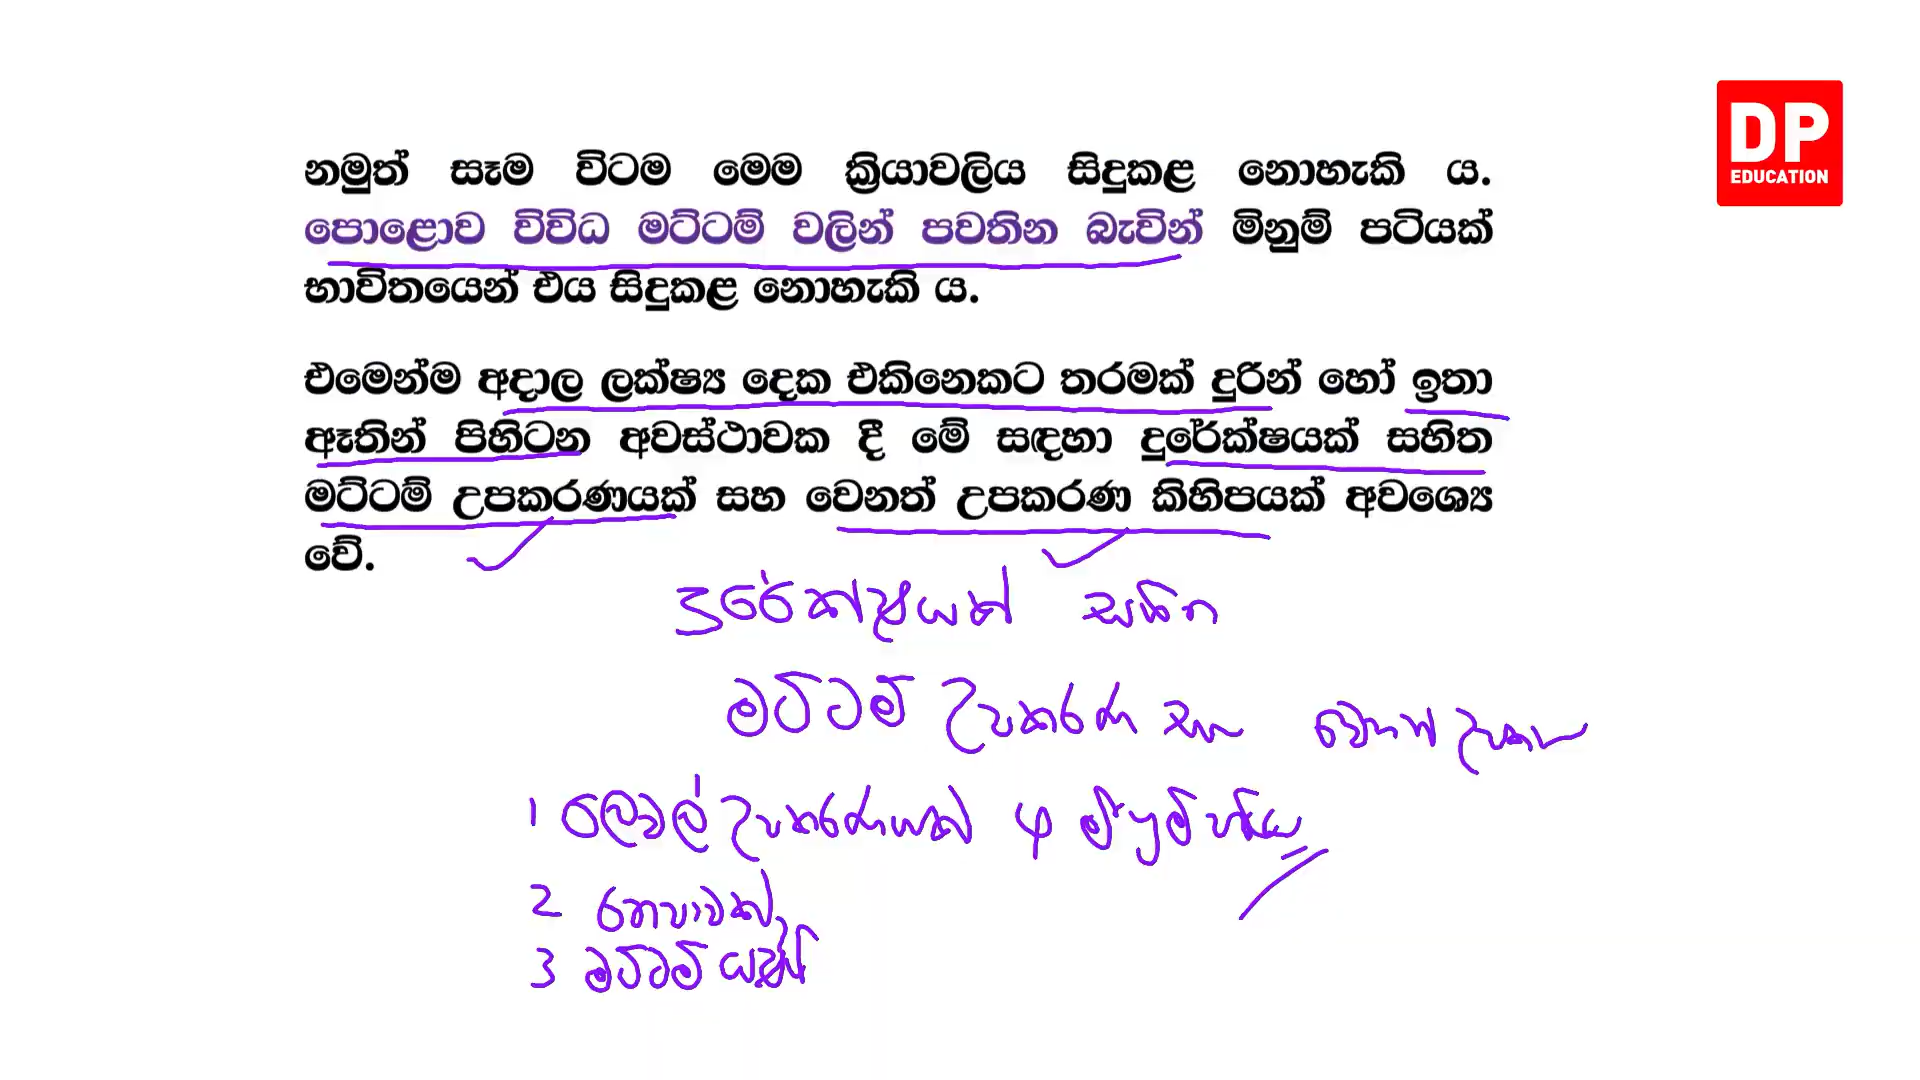 DP
EDUCATION
නමුත් සෑම විටම මෙම ක්‍රියාවලිය සිදුකළ නොහැකි ය.
පොළොව විවිධ මට්ටම් වලින් පවතින බැවින් මිනුම් පටියක්
භාවිතයෙන් එය සිදුකළ නොහැකි ය.
එමෙන්ම අදාල ලක්ෂ්‍ය දෙක එකිනෙකට තරමක් දුරින් හෝ ඉතා
ඈතින් පිහිටන අවස්ථාවක දී මේ සඳහා දුරේක්ෂයක් සහිත
මට්ටම් උපකරණයක් සහ වෙනත් උපකරණ කිහිපයක් අවශ්‍යෙ
වේ.
දුරේක්ෂයක් සහිත
මට්ටම් උපකරණ සහ වෙනත් උපකරණ
1 ලෙවල් උපකරණයක් 4 මිනුම් පටිය
2 තෙපාවක්
3 මට්ටම් යෂ්ටි